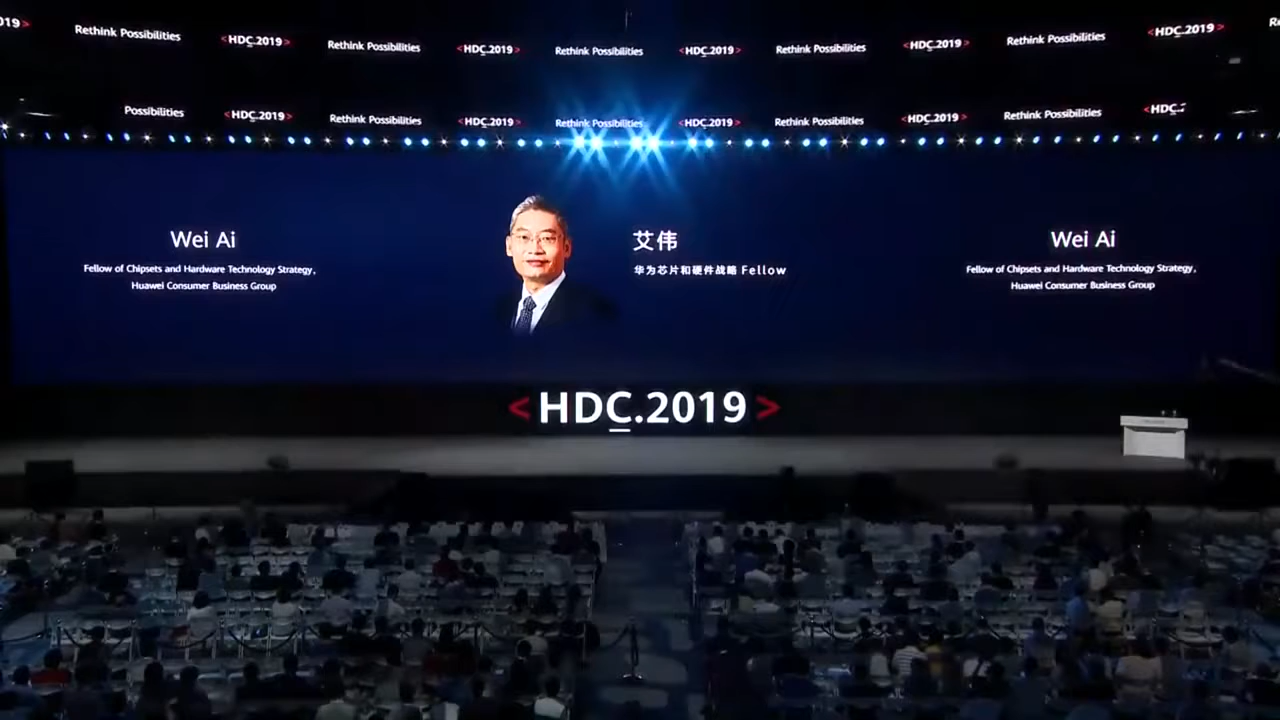 019>
Rethink Possibilities
<HDC.2019>
Rethink Possibilities
<HDC.2019>
Rethink Possibilities
<HDC.2019>
Rethink Possibilities
<HDC.2019>
Rethink Possibilities
<HDC.2019>
Possibilities
<HDC.2019>
Rethink Possibilities
<HDC.2019>
Rethink Possibilities
<HDC.2019>
Rethink Possibilities
<HDC.2019>
Rethink Possibilities
<HDC.
Wei Ai
Fellow of Chipsets and Hardware Technology Strategy,
Huawei Consumer Business Group
艾伟
华为芯片和硬件战略 Fellow
Wei Ai
Fellow of Chipsets and Hardware Technology Strategy,
Huawei Consumer Business Group
<HDC.2019>